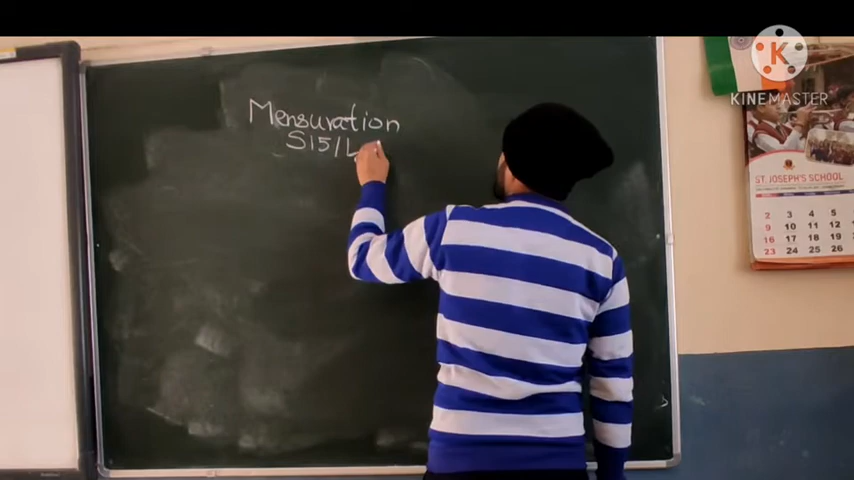 Mensuration
S151L
KINEMASTER
ST. JOSEPH'S SCHOOL
2 3 4 5
9 10 11 12
16 17 18 19
23 24 25 26